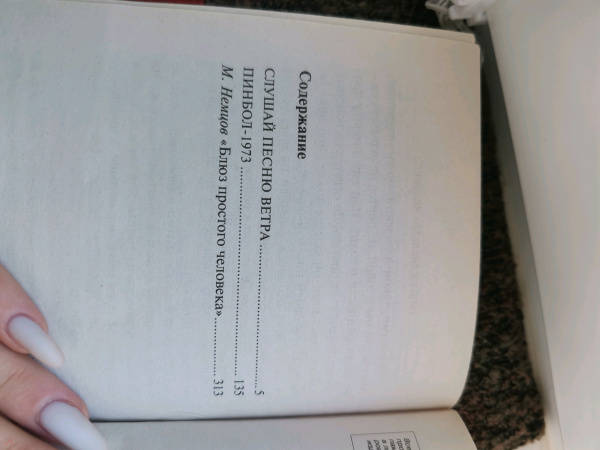 Содержание
СЛУШАЙ ПЕСНЮ ВЕТРА.................................5
ПИНБОЛ-1973.................................................135
М. Немцов «Блюз простого человека»..............313